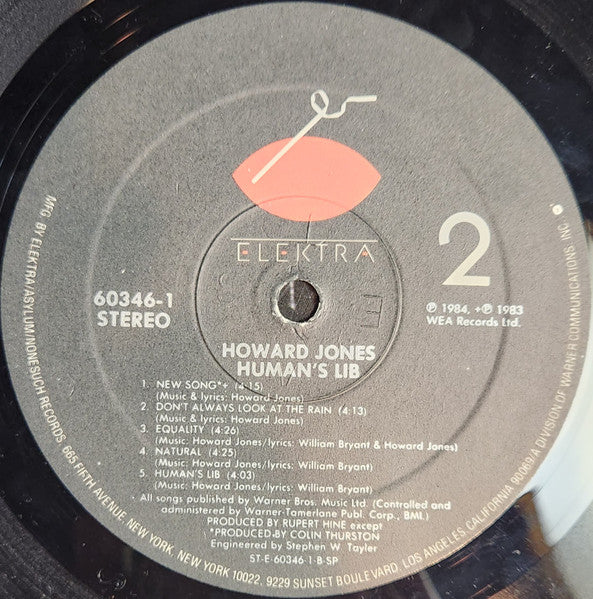 ELEKTRA
2
60346-1
STEREO
℗ 1984, +℗ 1983
WEA Records Ltd.
HOWARD JONES
HUMAN'S LIB
1. NEW SONG*+ (4:15)
(Music & lyrics: Howard Jones)
2. DON'T ALWAYS LOOK AT THE RAIN (4:13)
(Music & lyrics: Howard Jones)
3. EQUALITY (4:26)
(Music: Howard Jones/lyrics: William Bryant & Howard Jones)
4. NATURAL (4:25)
(Music: Howard Jones/lyrics: William Bryant)
5. HUMAN'S LIB (4:03)
(Music: Howard Jones/lyrics: William Bryant)
All songs published by Warner Bros. Music Ltd. (Controlled and
administered by Warner-Tamerlane Publ. Corp., BMI.)
PRODUCED BY RUPERT HINE except
*PRODUCED BY COLIN THURSTON
Engineered by Stephen W. Tayler
ST-E-60346-1-B-SP
MFG. BY ELEKTRA/ASYLUM/NONESUCH RECORDS, 665 FIFTH AVENUE, NEW YORK, NEW YORK 10022, 9229 SUNSET BOULEVARD, LOS ANGELES, CALIFORNIA 90069/A DIVISION OF WARNER COMMUNICATIONS, INC.